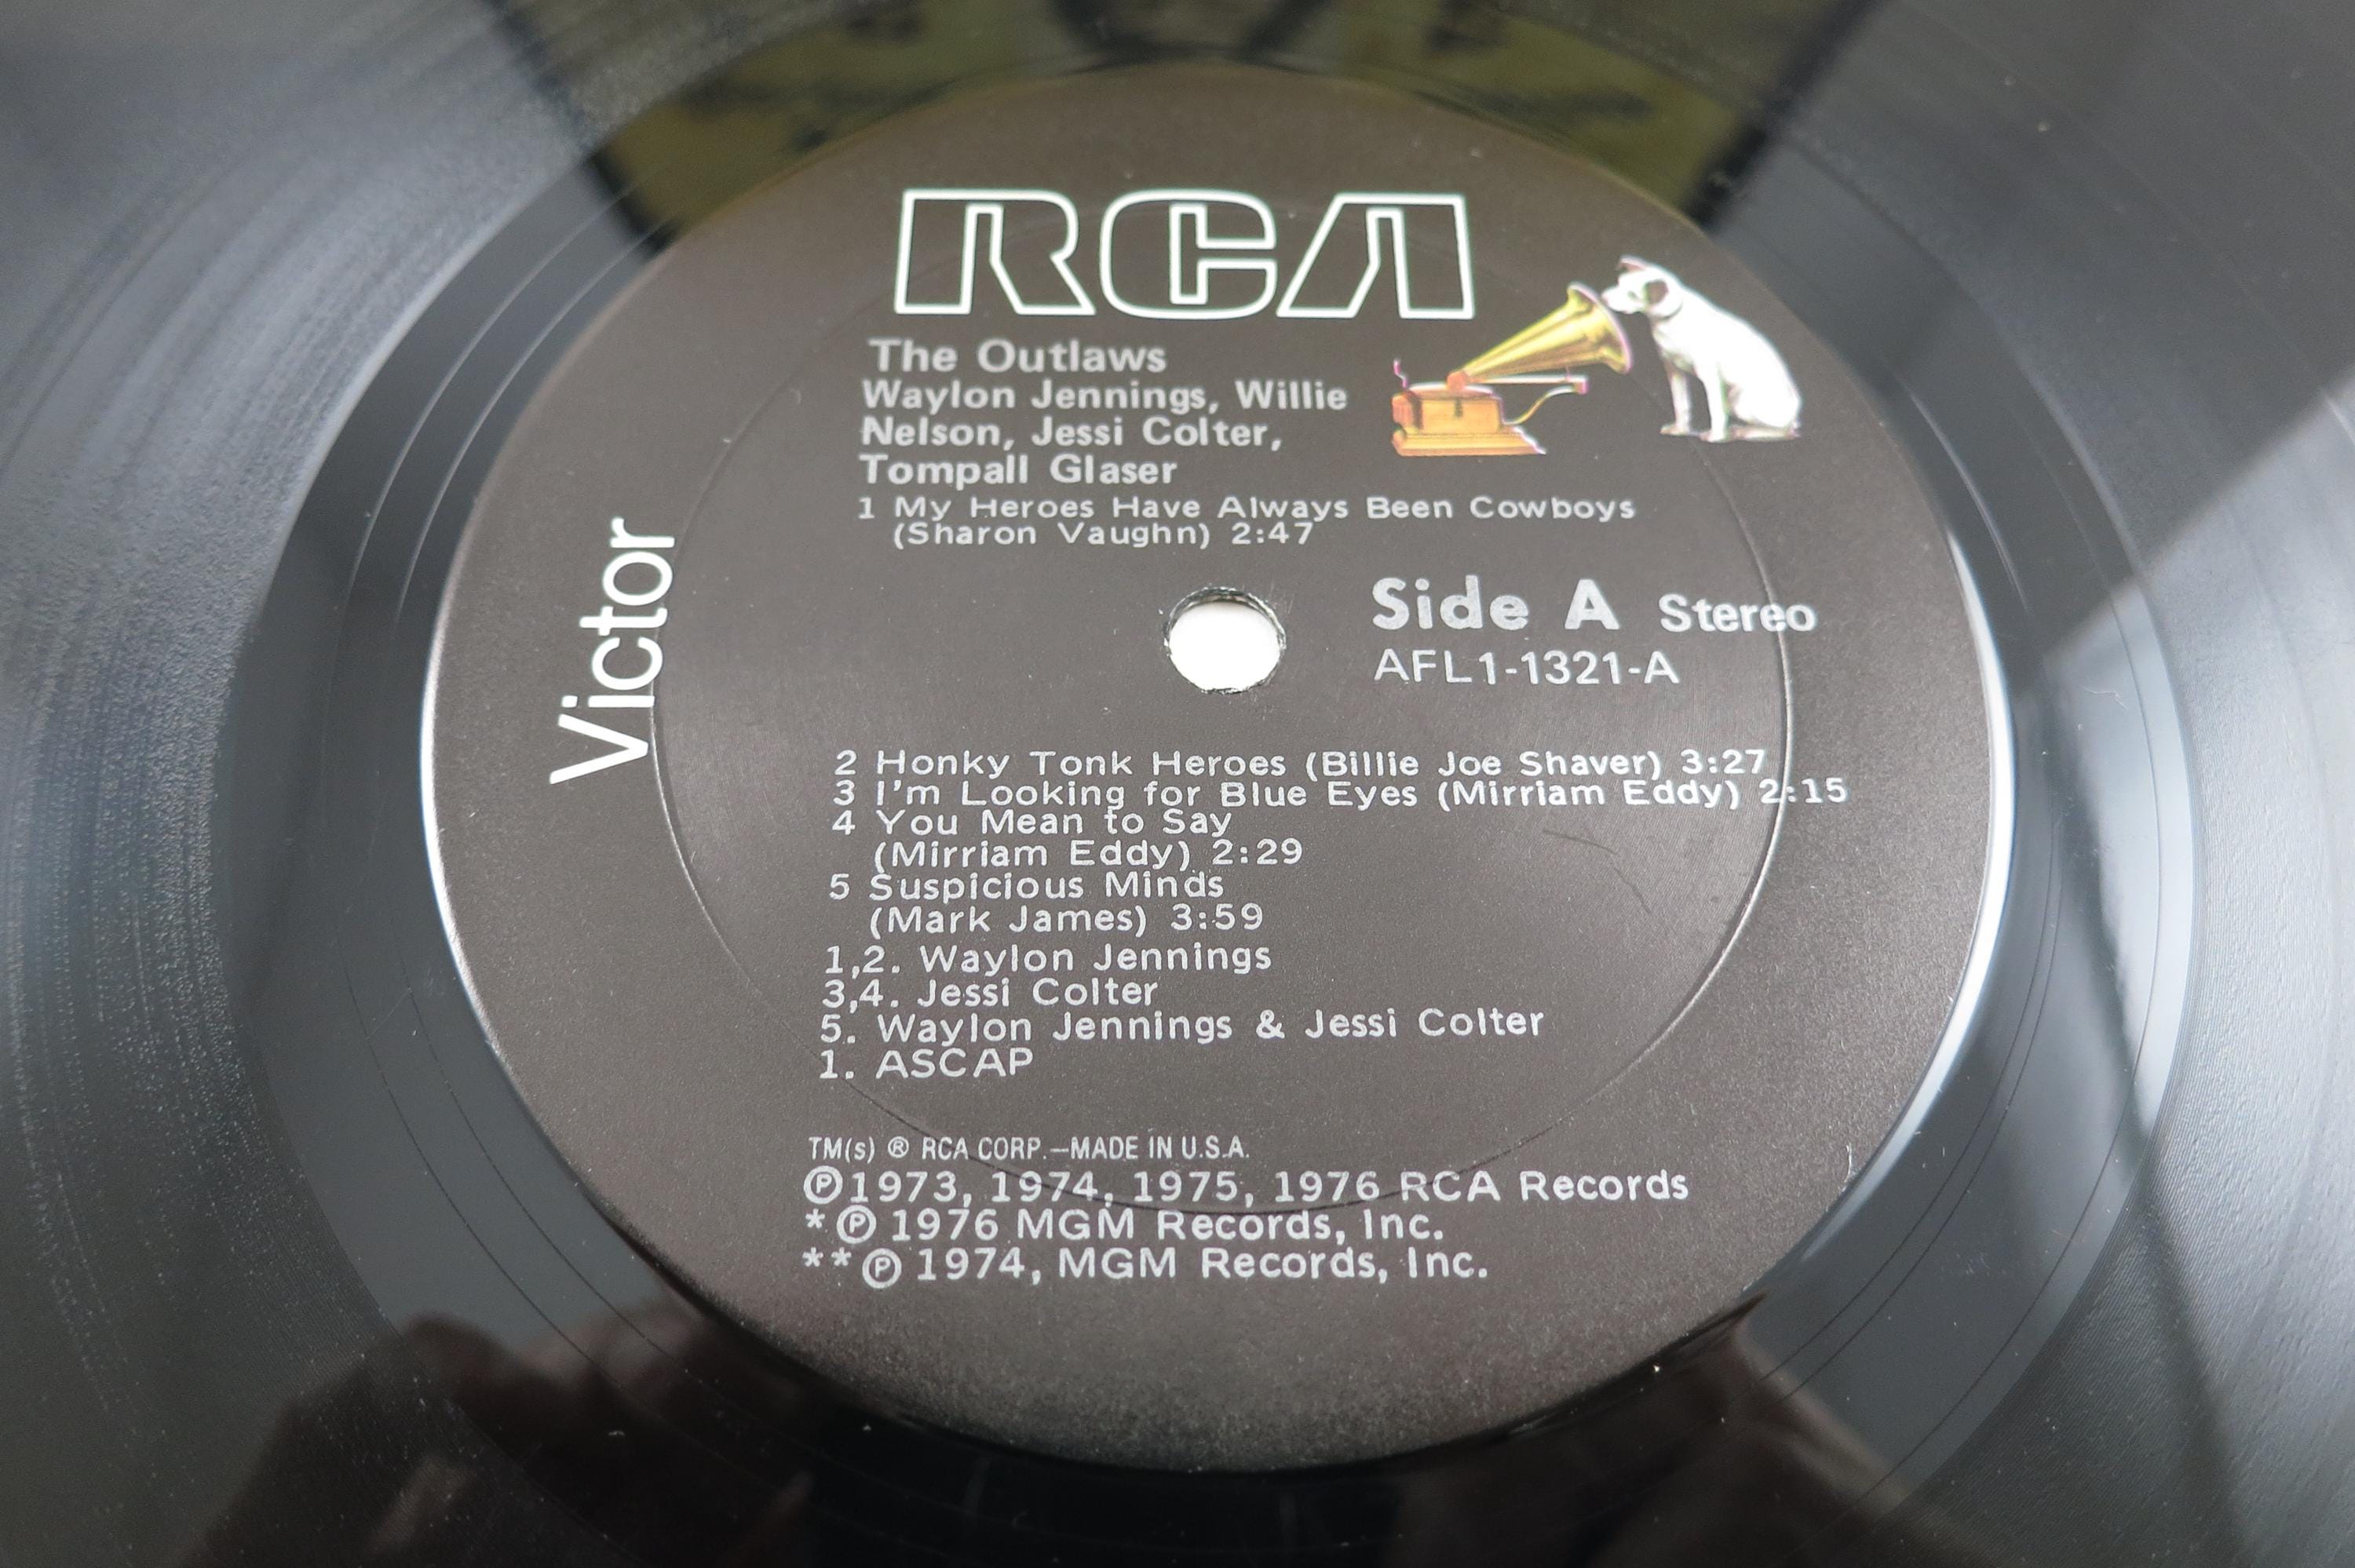 RCA
The Outlaws
Waylon Jennings, Willie
Nelson, Jessi Colter,
Tompall Glaser
1 My Heroes Have Always Been Cowboys
(Sharon Vaughn) 2:47
Victor
Side A Stereo
AFL1-1321-A
2 Honky Tonk Heroes (Billie Joe Shaver) 3:27
3 I'm Looking for Blue Eyes (Mirriam Eddy) 2:15
4 You Mean to Say
(Mirriam Eddy) 2:29
5 Suspicious Minds
(Mark James) 3:59
1,2. Waylon Jennings
3,4. Jessi Colter
5. Waylon Jennings & Jessi Colter
1. ASCAP
TM(s) ® RCA CORP.—MADE IN U.S.A.
℗1973, 1974, 1975, 1976 RCA Records
*℗ 1976 MGM Records, Inc.
**℗ 1974, MGM Records, Inc.